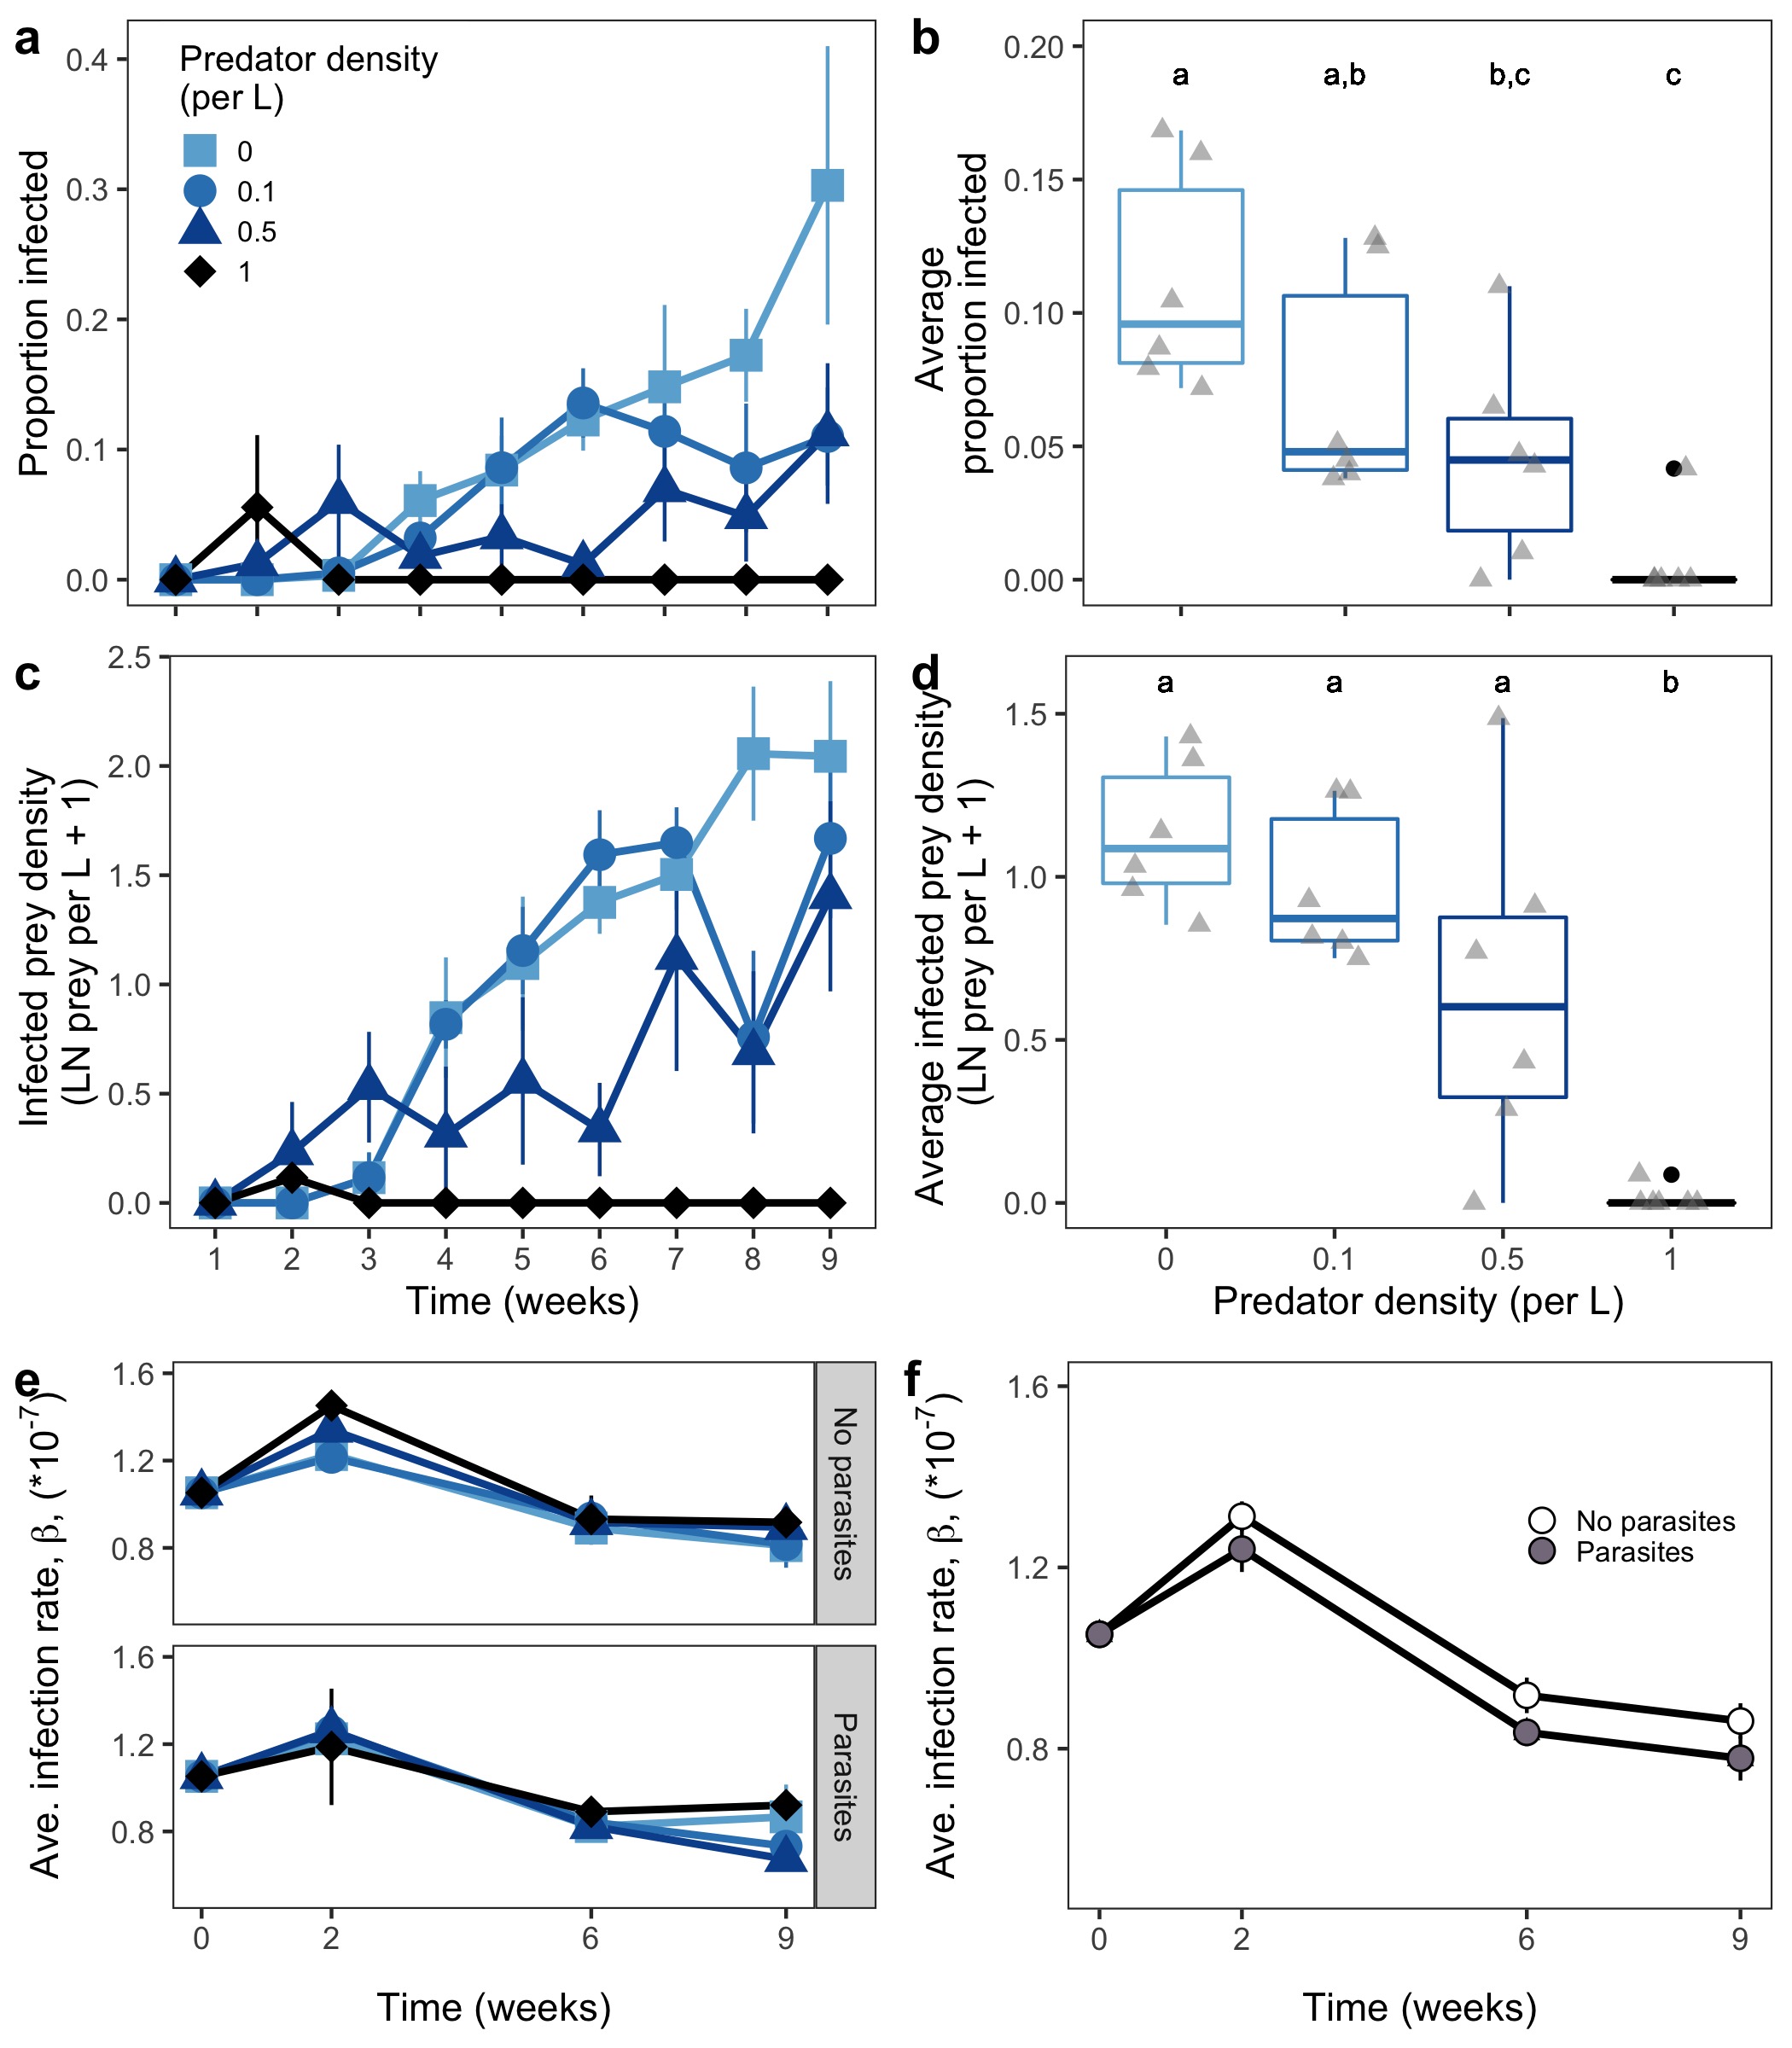 a
Predator density
(per L)
0
0.1
0.5
1
0.4
0.3
0.2
0.1
0.0
Proportion infected
b
a
a,b
b,c
c
0.20
0.15
0.10
0.05
0.00
Average
proportion infected
c
2.5
2.0
1.5
1.0
0.5
0.0
Infected prey density
(LN prey per L + 1)
1 2 3 4 5 6 7 8 9
Time (weeks)
d
a
a
a
b
1.5
1.0
0.5
0.0
Average infected prey density
(LN prey per L + 1)
0 0.1 0.5 1
Predator density (per L)
e
1.6
1.2
0.8
No parasites
1.6
1.2
0.8
Parasites
Ave. infection rate, β, (*10⁻⁷)
0 2 6 9
Time (weeks)
f
1.6
1.2
0.8
No parasites
Parasites
Ave. infection rate, β, (*10⁻⁷)
0 2 6 9
Time (weeks)